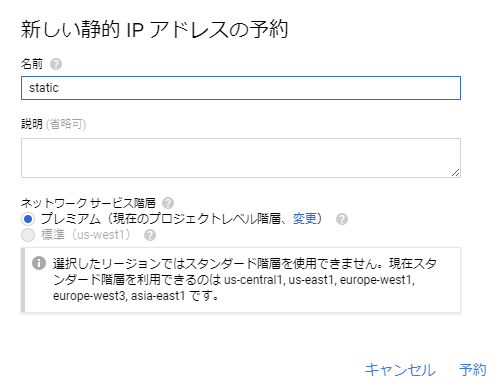 新しい静的 IP アドレスの予約
名前
static
説明 (省略可)
ネットワーク サービス階層
プレミアム（現在のプロジェクトレベル階層、変更）
標準（us-west1）
選択したリージョンではスタンダード階層を使用できません。現在スタ
ンダード階層を利用できるのは us-central1, us-east1, europe-west1,
europe-west3, asia-east1 です。
キャンセル 予約